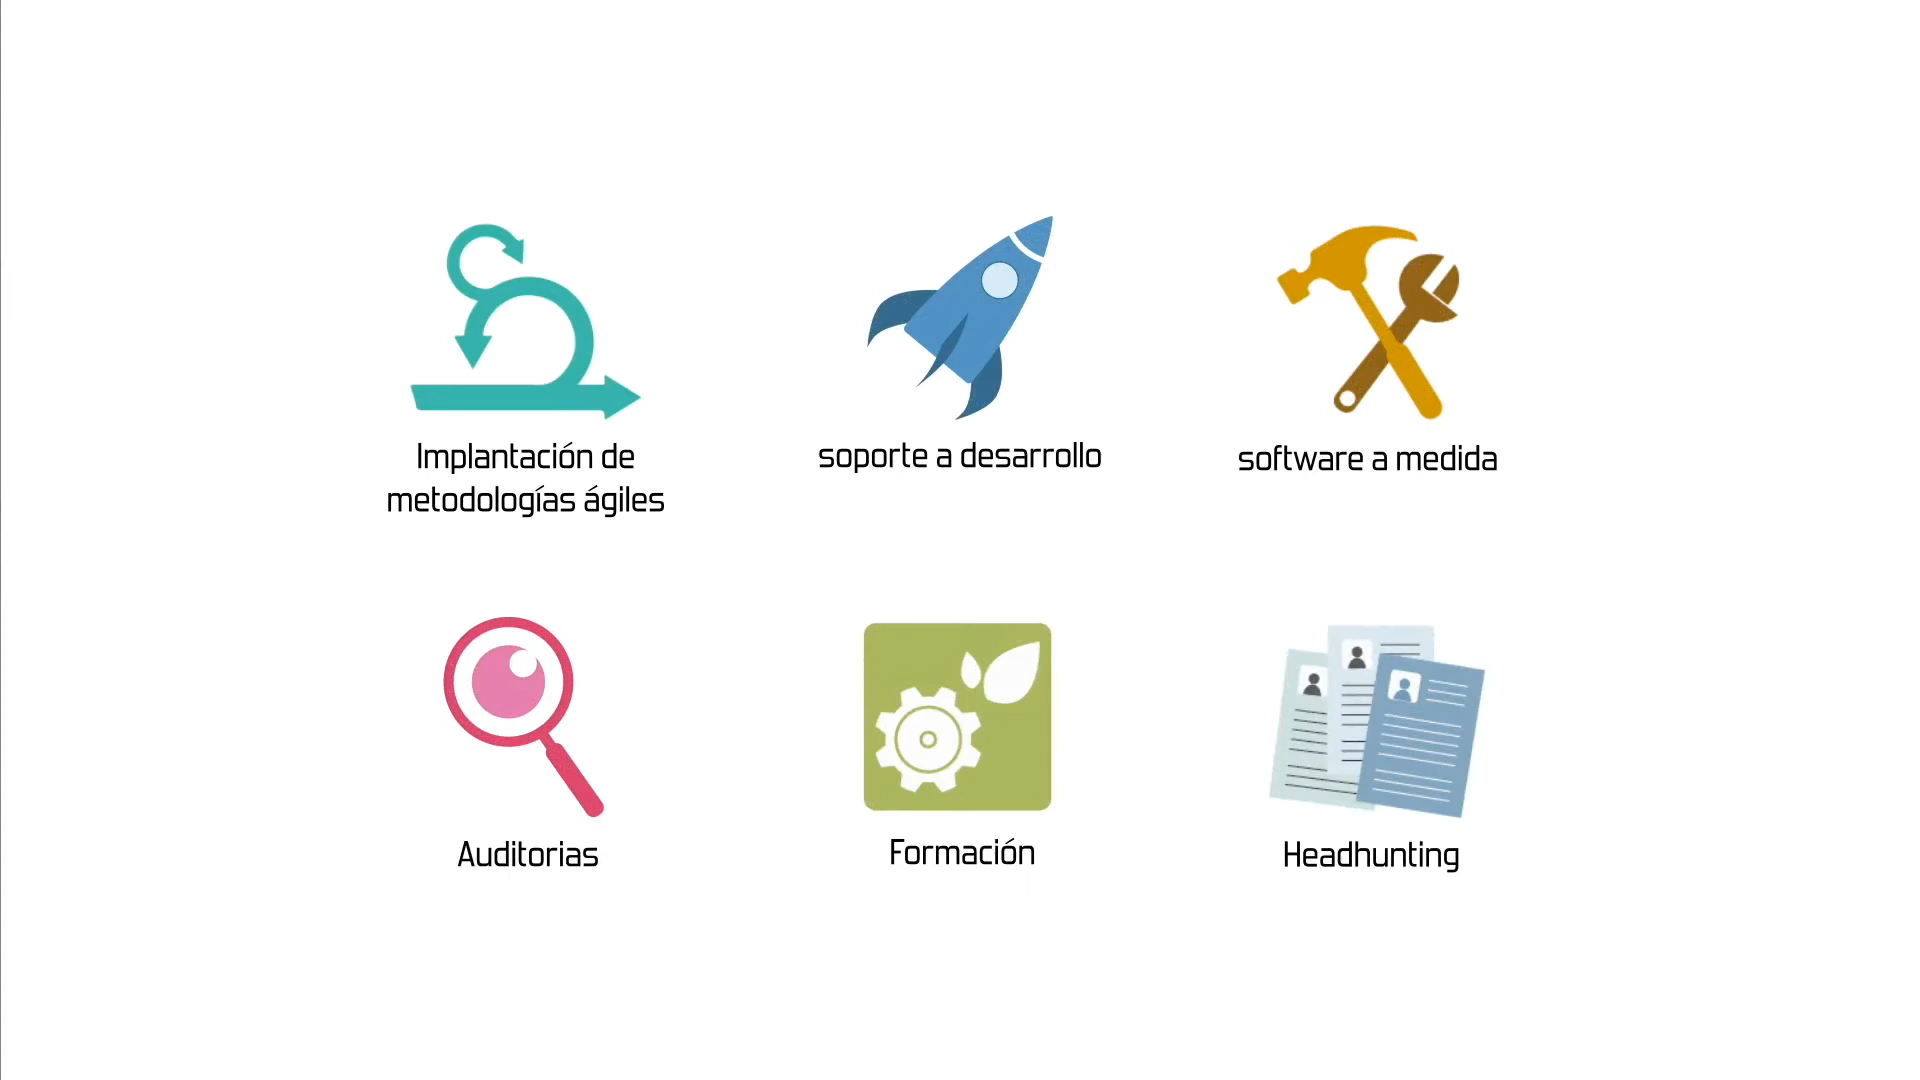 Implantación de
metodologías ágiles
soporte a desarrollo
software a medida
Auditorias
Formación
Headhunting